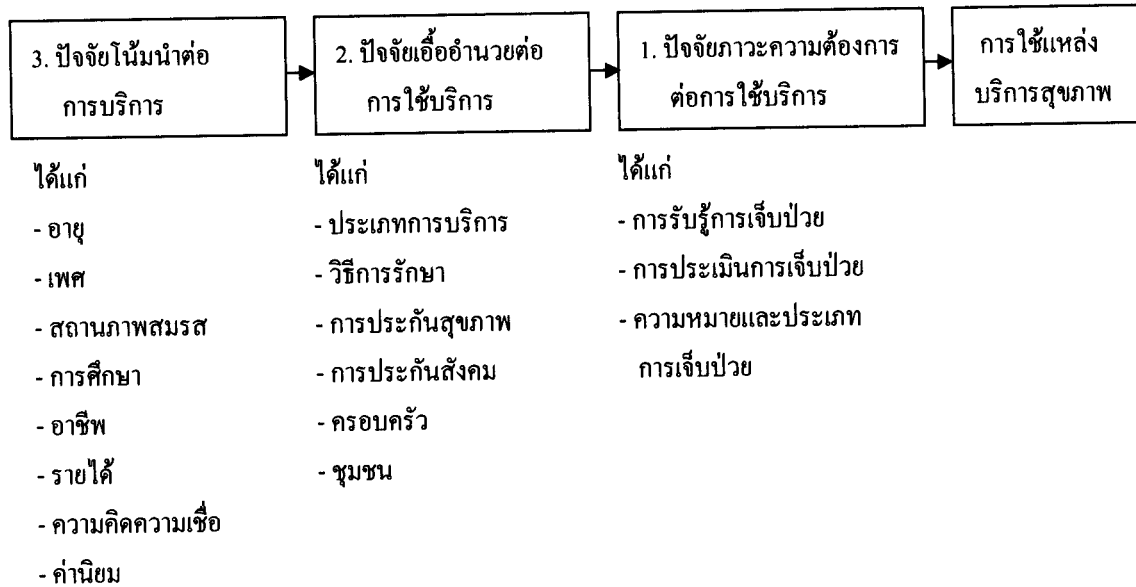 3. ปัจจัยโน้มนำต่อ
การบริการ
2. ปัจจัยเอื้ออำนวยต่อ
การใช้บริการ
1. ปัจจัยภาวะความต้องการ
ต่อการใช้บริการ
การใช้แหล่ง
บริการสุขภาพ
ได้แก่
- อายุ
- เพศ
- สถานภาพสมรส
- การศึกษา
- อาชีพ
- รายได้
- ความคิดความเชื่อ
- ค่านิยม
ได้แก่
- ประเภทการบริการ
- วิธีการรักษา
- การประกันสุขภาพ
- การประกันสังคม
- ครอบครัว
- ชุมชน
ได้แก่
- การรับรู้การเจ็บป่วย
- การประเมินการเจ็บป่วย
- ความหมายและประเภท
การเจ็บป่วย